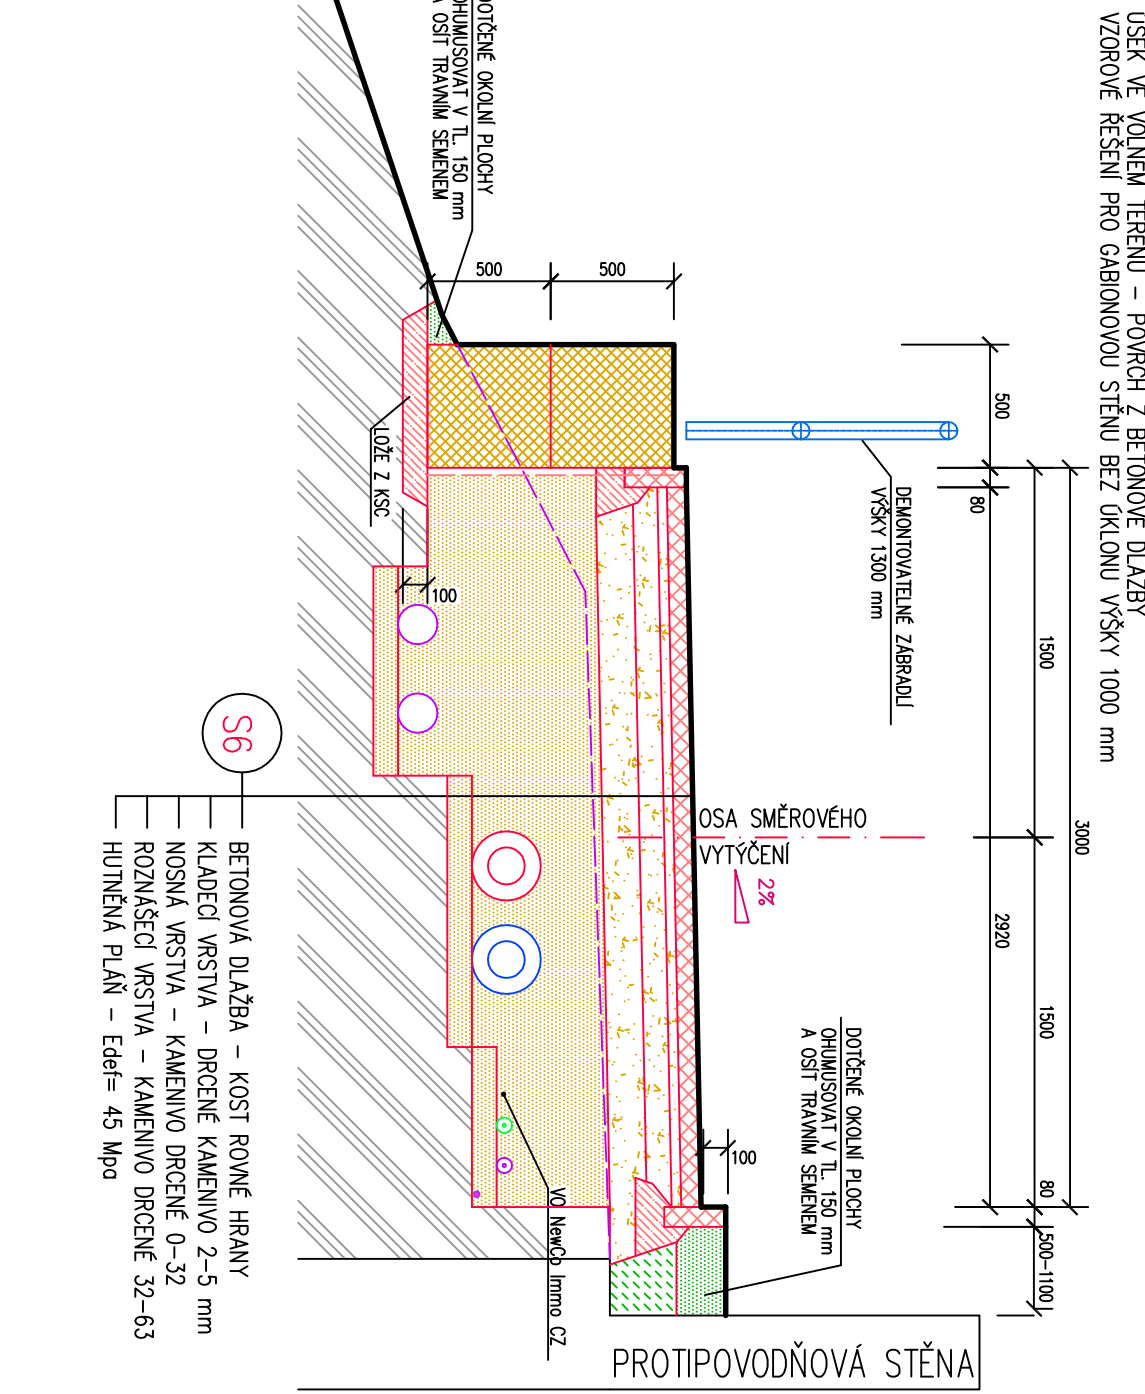 ÚSEK VE VOLNÉM TERÉNU – POVRCH Z BETONOVÉ DLAŽBY
VZOROVÉ ŘEŠENÍ PRO GABIONOVOU STĚNU BEZ ÚKLONU VÝŠKY 1000 mm
DOTČENÉ OKOLNÍ PLOCHY
OHUMUSOVAT V TL. 150 mm
A OSÍT TRAVNÍM SEMENEM
500
500
500
80
1500
3000
2920
1500
80
500–1100
DEMONTOVATELNÉ ZÁBRADLÍ
VÝŠKY 1300 mm
LOŽE Z KSC
100
OSA SMĚROVÉHO
VYTÝČENÍ
2%
DOTČENÉ OKOLNÍ PLOCHY
OHUMUSOVAT V TL. 150 mm
A OSÍT TRAVNÍM SEMENEM
100
VO NewCo Immo CZ
PROTIPOVODŇOVÁ STĚNA
S6
BETONOVÁ DLAŽBA – KOST ROVNÉ HRANY
KLADECÍ VRSTVA – DRCENÉ KAMENIVO 2–5 mm
NOSNÁ VRSTVA – KAMENIVO DRCENÉ 0–32
ROZNÁŠECÍ VRSTVA – KAMENIVO DRCENÉ 32–63
HUTNĚNÁ PLÁŇ – Edef= 45 Mpa